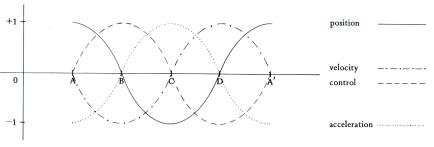 +1
position
velocity
0
A
B
C
D
A'
control
−1
acceleration